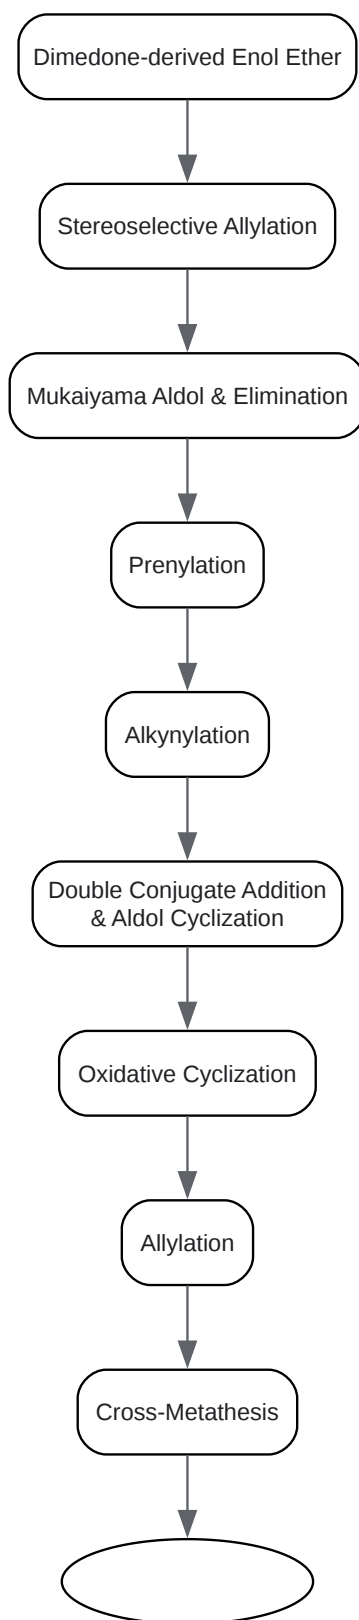 Dimedone-derived Enol Ether
Stereoselective Allylation
Mukaiyama Aldol & Elimination
Prenylation
Alkynylation
Double Conjugate Addition
& Aldol Cyclization
Oxidative Cyclization
Allylation
Cross-Metathesis